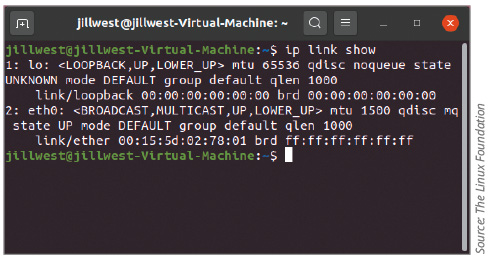 jillwest@jillwest-Virtual-Machine: ~
jillwest@jillwest-Virtual-Machine:~$ ip link show
1: lo: <LOOPBACK,UP,LOWER_UP> mtu 65536 qdisc noqueue state
UNKNOWN mode DEFAULT group default qlen 1000
link/loopback 00:00:00:00:00:00 brd 00:00:00:00:00:00
2: eth0: <BROADCAST,MULTICAST,UP,LOWER_UP> mtu 1500 qdisc mq
state UP mode DEFAULT group default qlen 1000
link/ether 00:15:5d:02:78:01 brd ff:ff:ff:ff:ff:ff
jillwest@jillwest-Virtual-Machine:~$
Source: The Linux Foundation